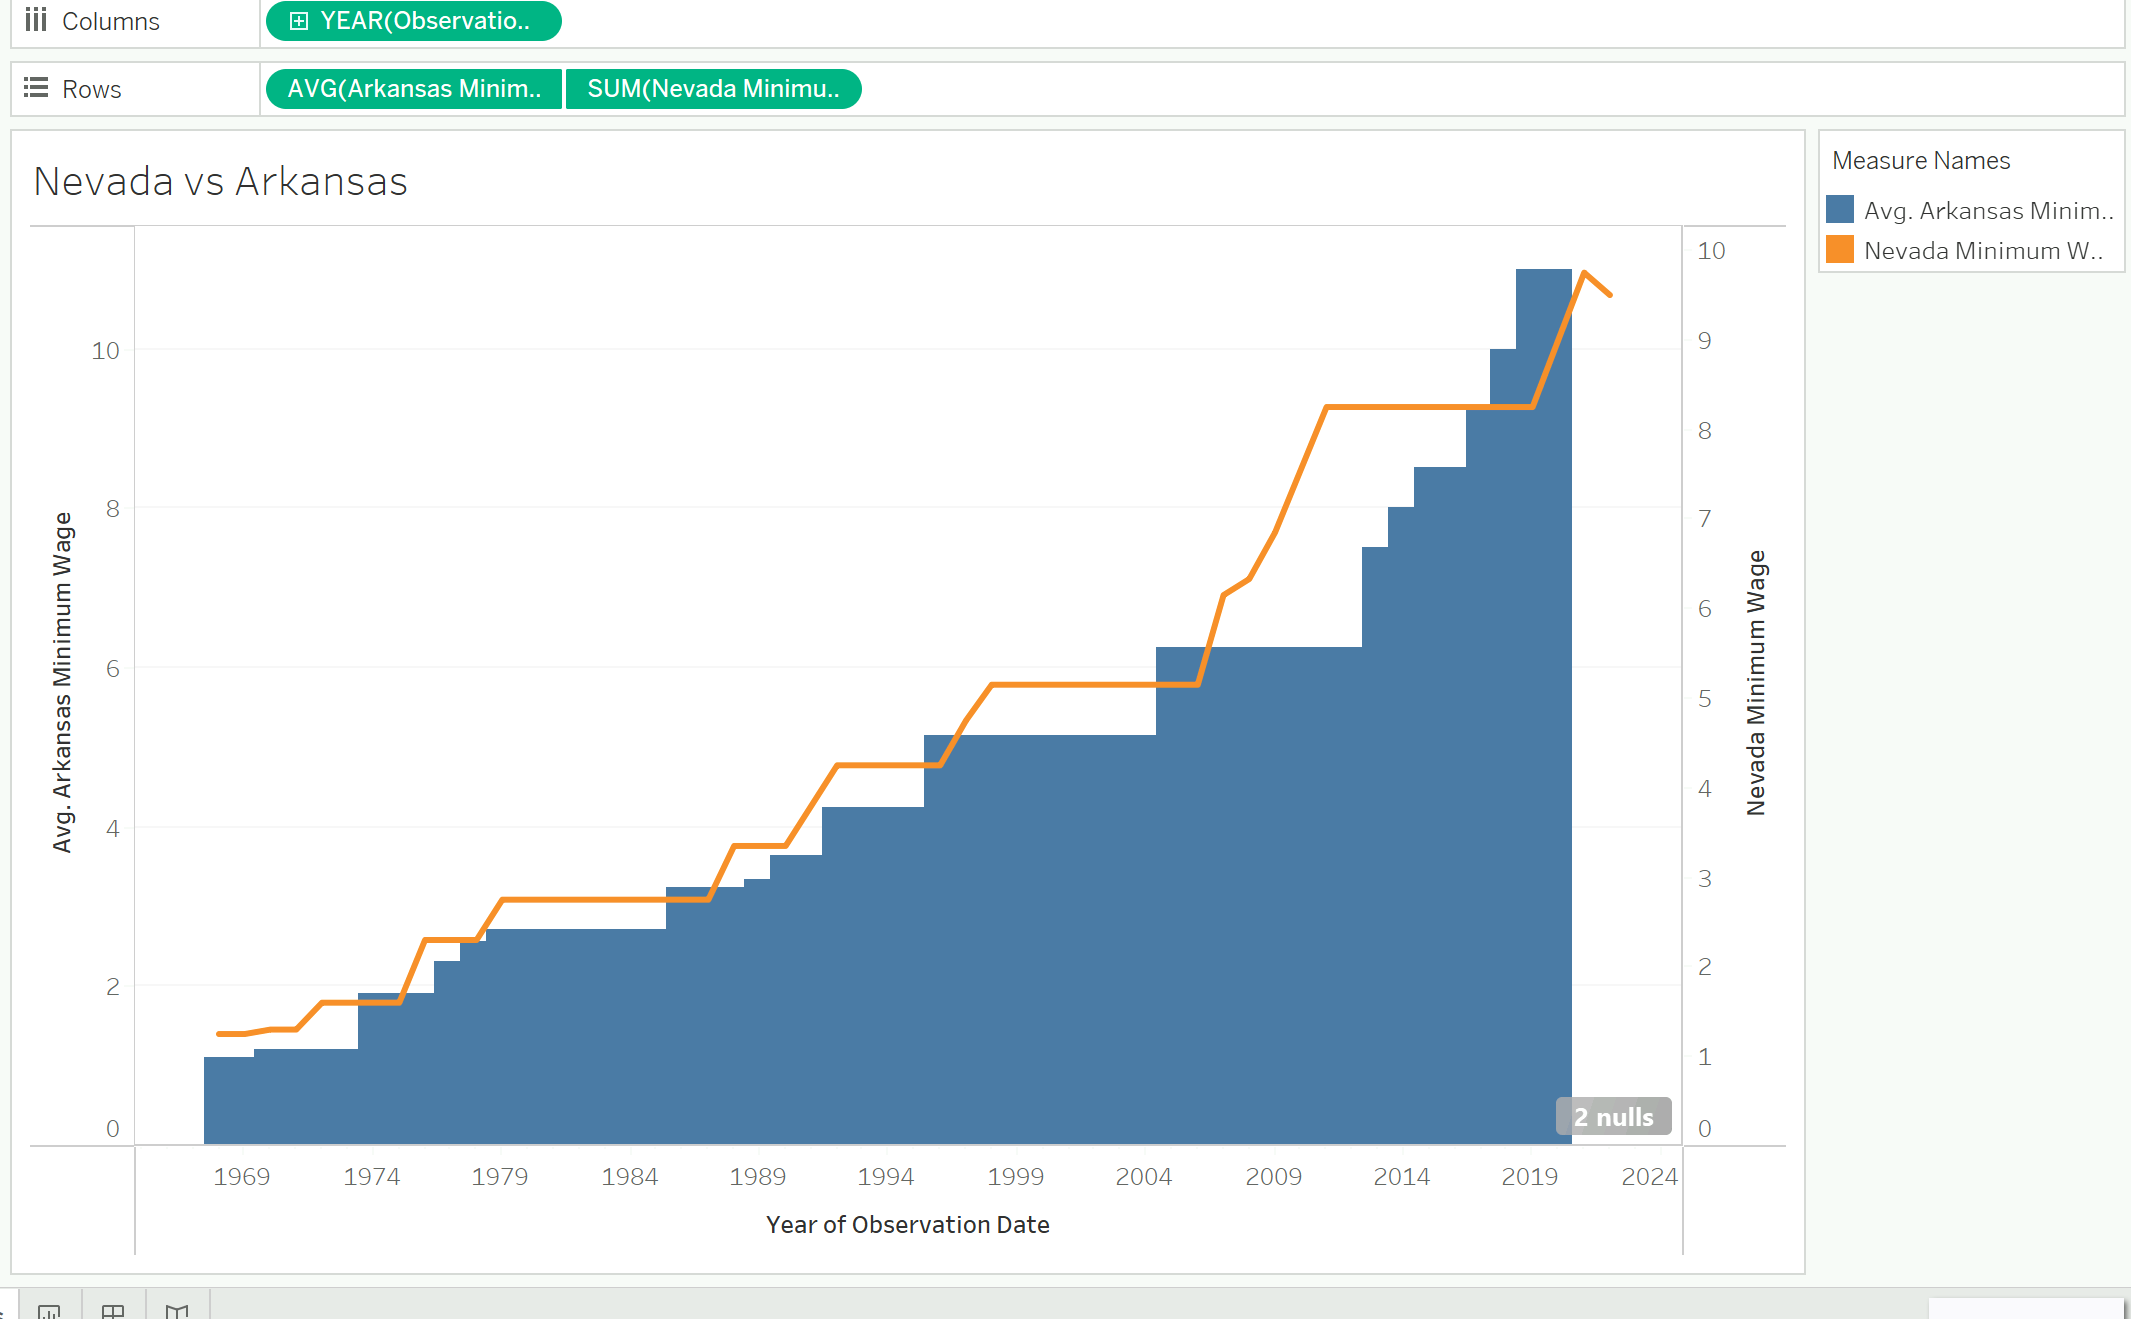 Columns
YEAR(Observatio..
Rows
AVG(Arkansas Minim..
SUM(Nevada Minimu..
Nevada vs Arkansas
Measure Names
Avg. Arkansas Minim..
Nevada Minimum W..
Avg. Arkansas Minimum Wage
10
8
6
4
2
0
10
9
8
7
6
5
4
3
2
1
0
Nevada Minimum Wage
2 nulls
1969 1974 1979 1984 1989 1994 1999 2004 2009 2014 2019 2024
Year of Observation Date